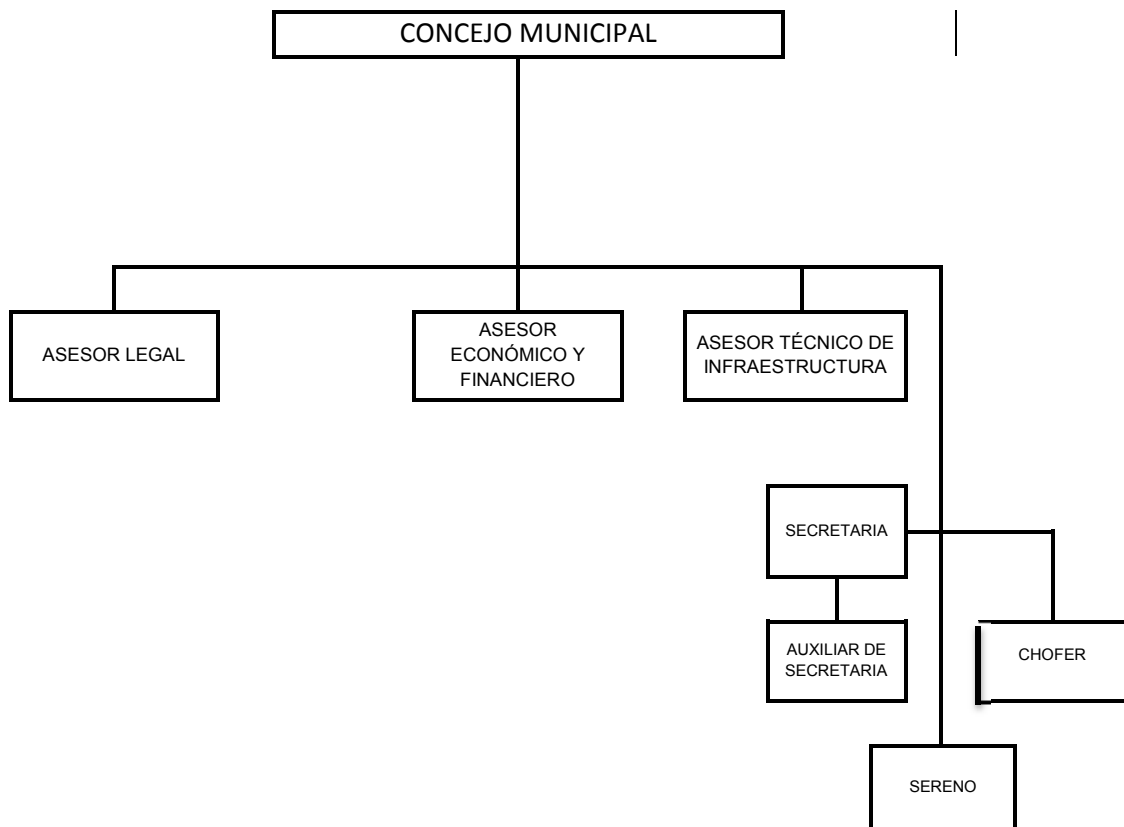 CONCEJO MUNICIPAL
ASESOR LEGAL
ASESOR
ECONÓMICO Y
FINANCIERO
ASESOR TÉCNICO DE
INFRAESTRUCTURA
SECRETARIA
AUXILIAR DE
SECRETARIA
CHOFER
SERENO